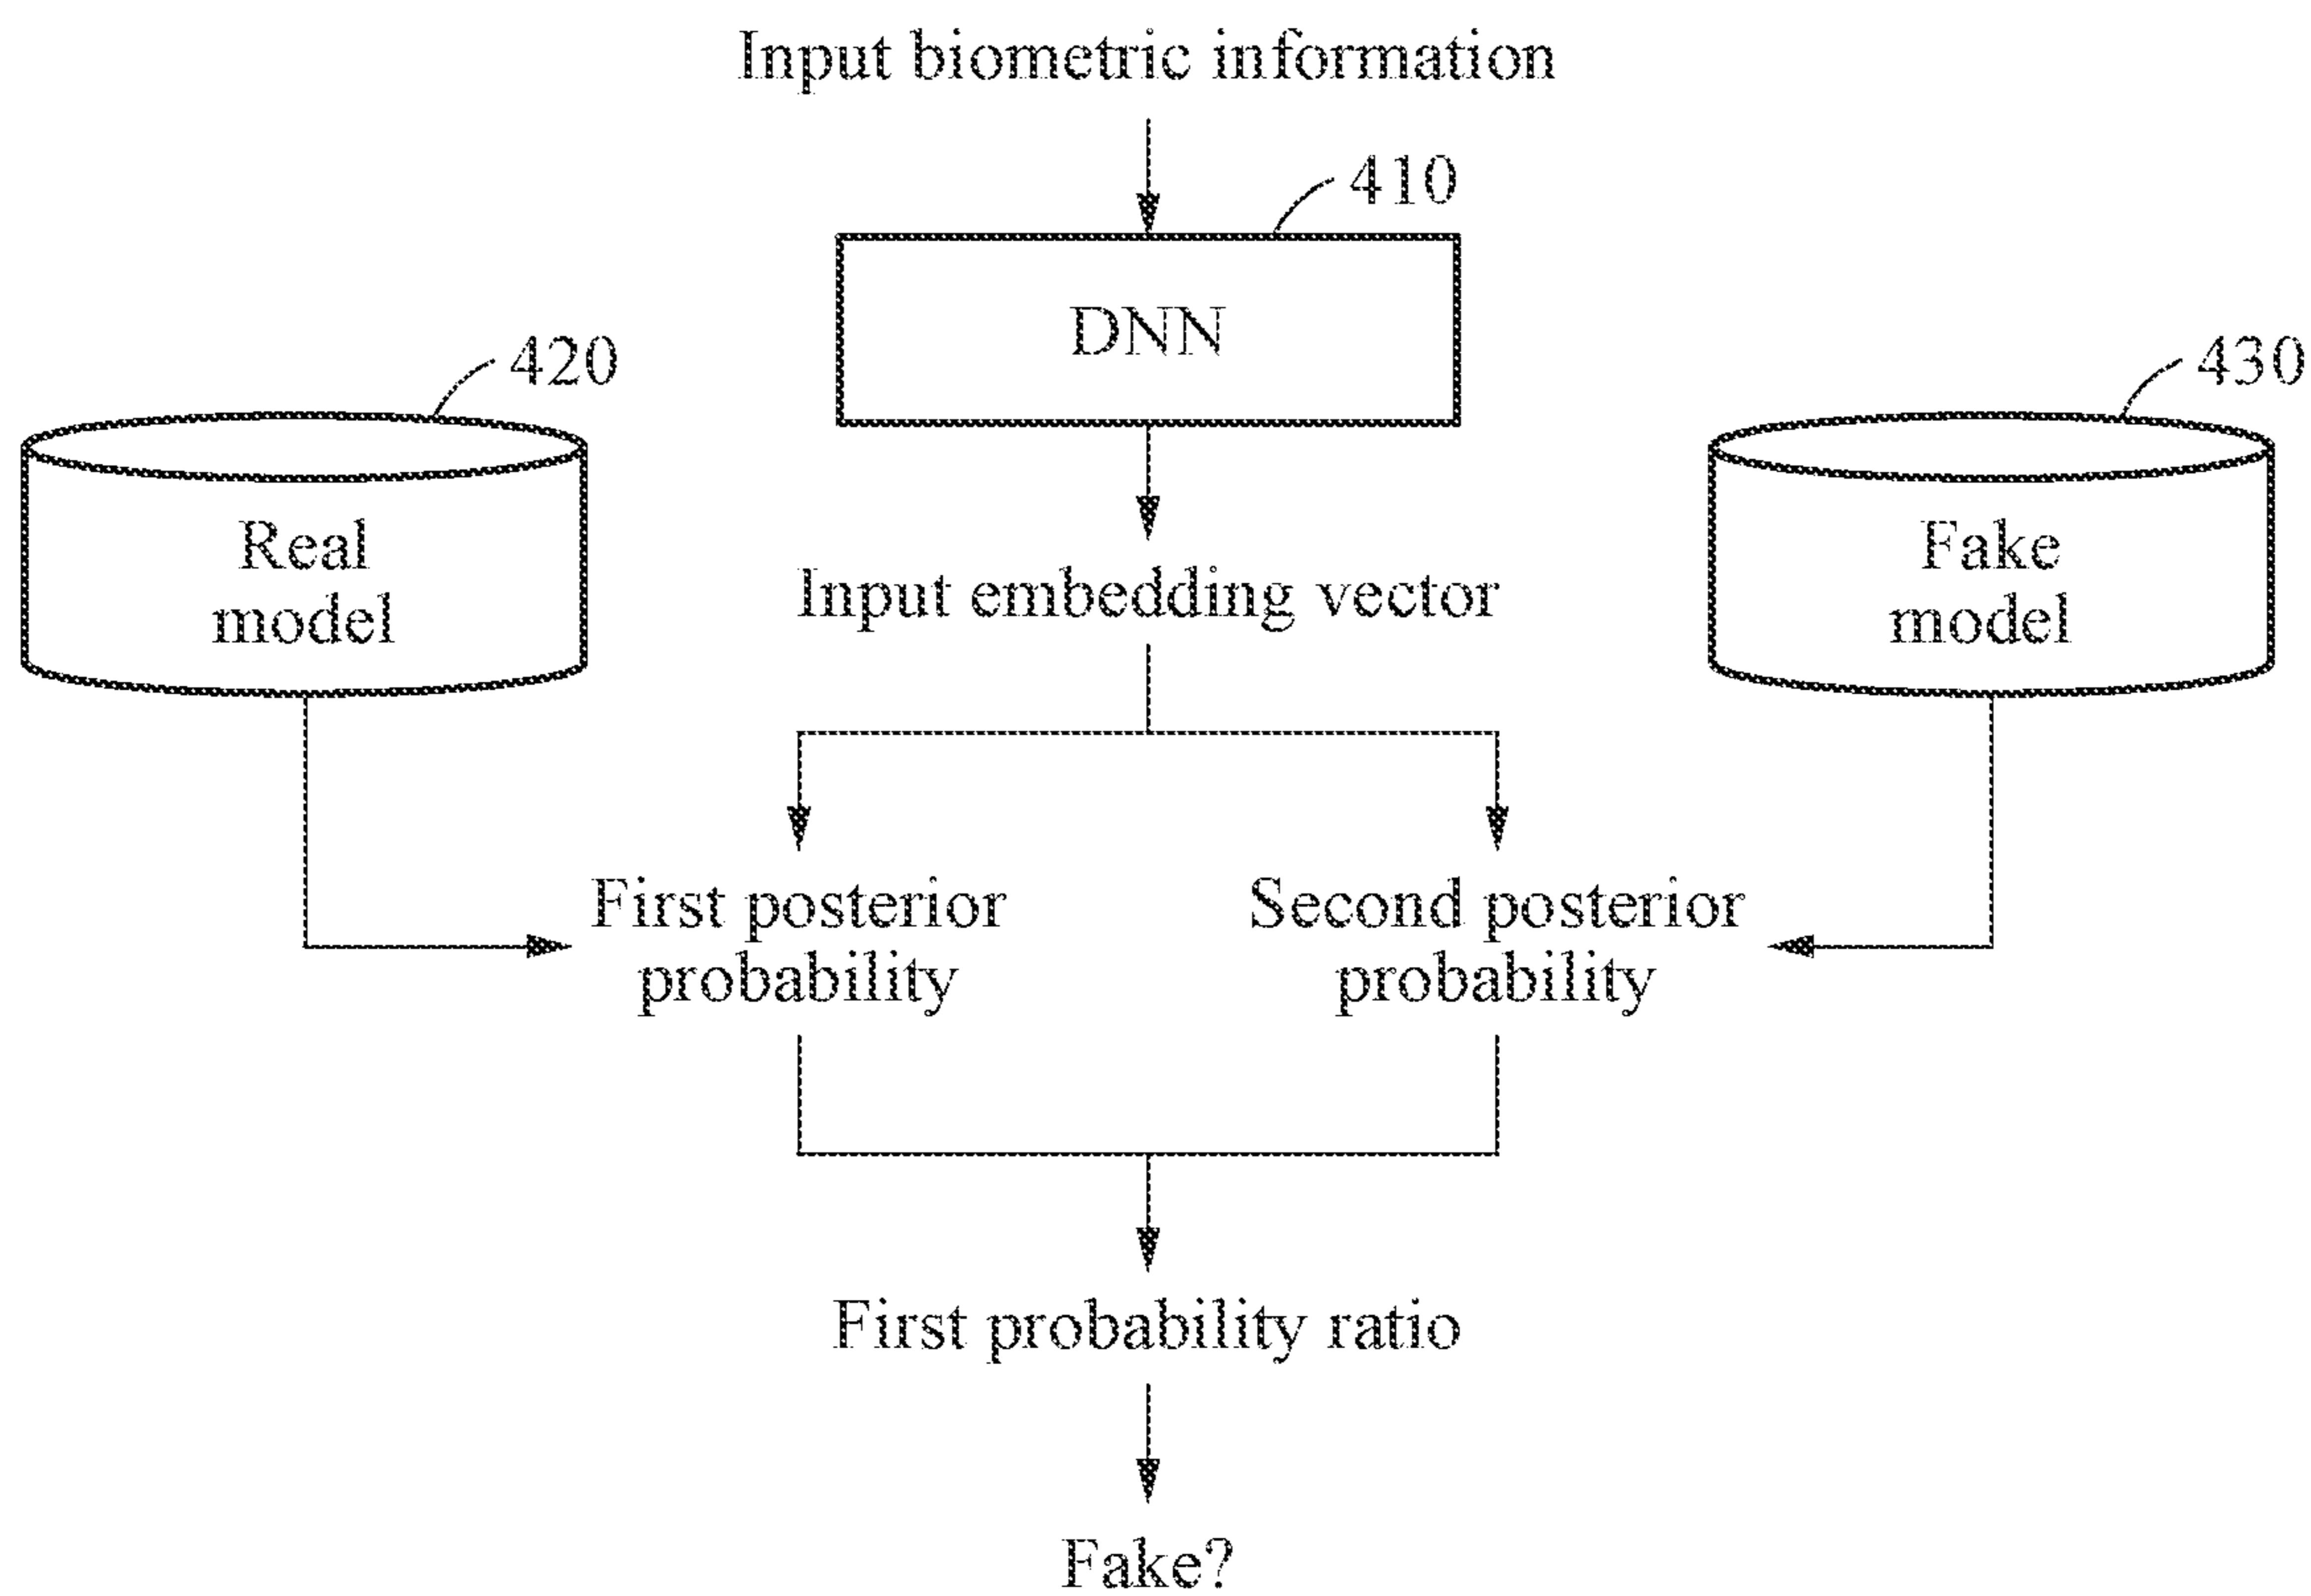 Input biometric information
410
DNN
420
430
Real
model
Fake
model
Input embedding vector
First posterior
probability
Second posterior
probability
First probability ratio
Fake?